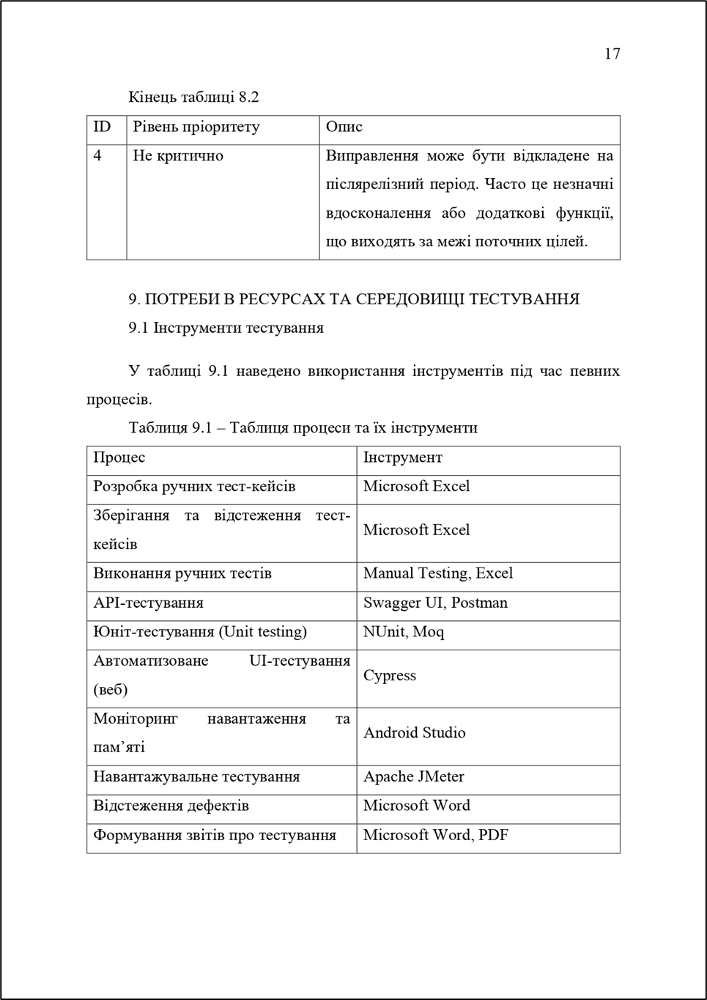 17
Кінець таблиці 8.2
ID Рівень пріоритету Опис
4 Не критично Виправлення може бути відкладене на
післярелізний період. Часто це незначні
вдосконалення або додаткові функції,
що виходять за межі поточних цілей.
9. ПОТРЕБИ В РЕСУРСАХ ТА СЕРЕДОВИЩІ ТЕСТУВАННЯ
9.1 Інструменти тестування
У таблиці 9.1 наведено використання інструментів під час певних
процесів.
Таблиця 9.1 – Таблиця процеси та їх інструменти
Процес Інструмент
Розробка ручних тест-кейсів Microsoft Excel
Зберігання та відстеження тест-
кейсів
Microsoft Excel
Виконання ручних тестів Manual Testing, Excel
API-тестування Swagger UI, Postman
Юніт-тестування (Unit testing) NUnit, Moq
Автоматизоване UI-тестування
(веб)
Cypress
Моніторинг навантаження та
пам’яті
Android Studio
Навантажувальне тестування Apache JMeter
Відстеження дефектів Microsoft Word
Формування звітів про тестування Microsoft Word, PDF